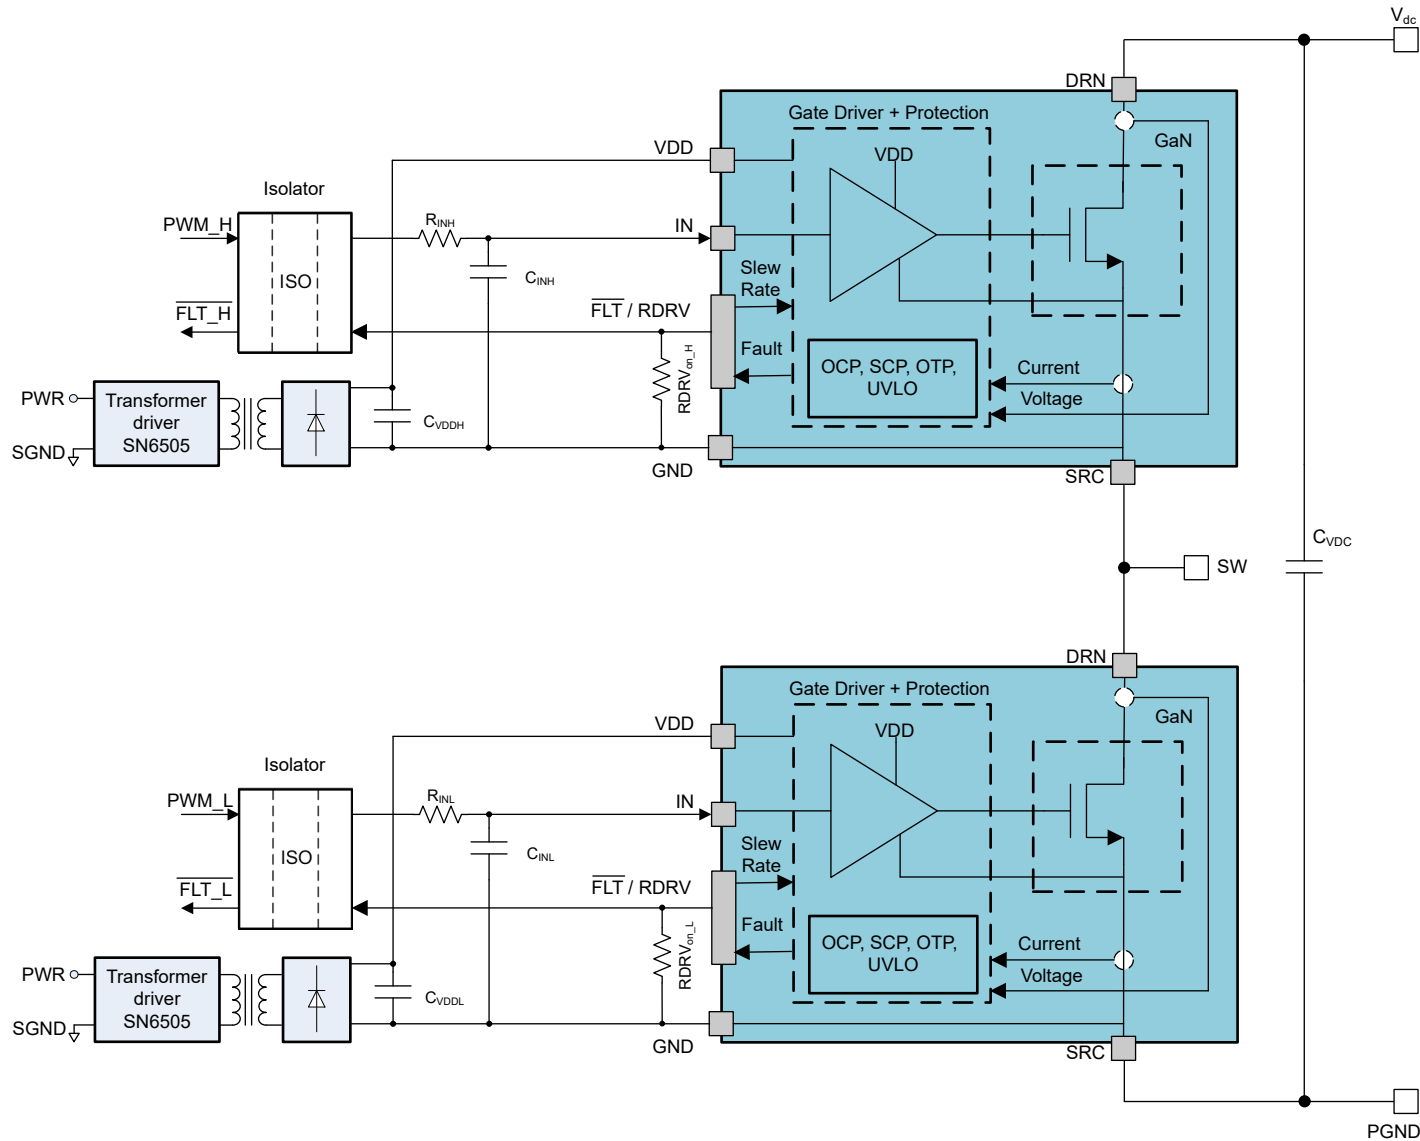 Vdc
DRN
Gate Driver + Protection
GaN
VDD
VDD
Isolator
PWM_H
RINH
IN
ISO
CINH
Slew
Rate
FLT_H
FLT / RDRV
RDRVon_H
Fault
OCP, SCP, OTP,
UVLO
Current
Voltage
PWR
Transformer
driver
SN6505
CVDDH
SGND
GND
SRC
CVDC
SW
DRN
Gate Driver + Protection
GaN
VDD
VDD
Isolator
PWM_L
RINL
IN
ISO
CINL
Slew
Rate
FLT_L
FLT / RDRV
RDRVon_L
Fault
OCP, SCP, OTP,
UVLO
Current
Voltage
PWR
Transformer
driver
SN6505
CVDDL
SGND
GND
SRC
PGND